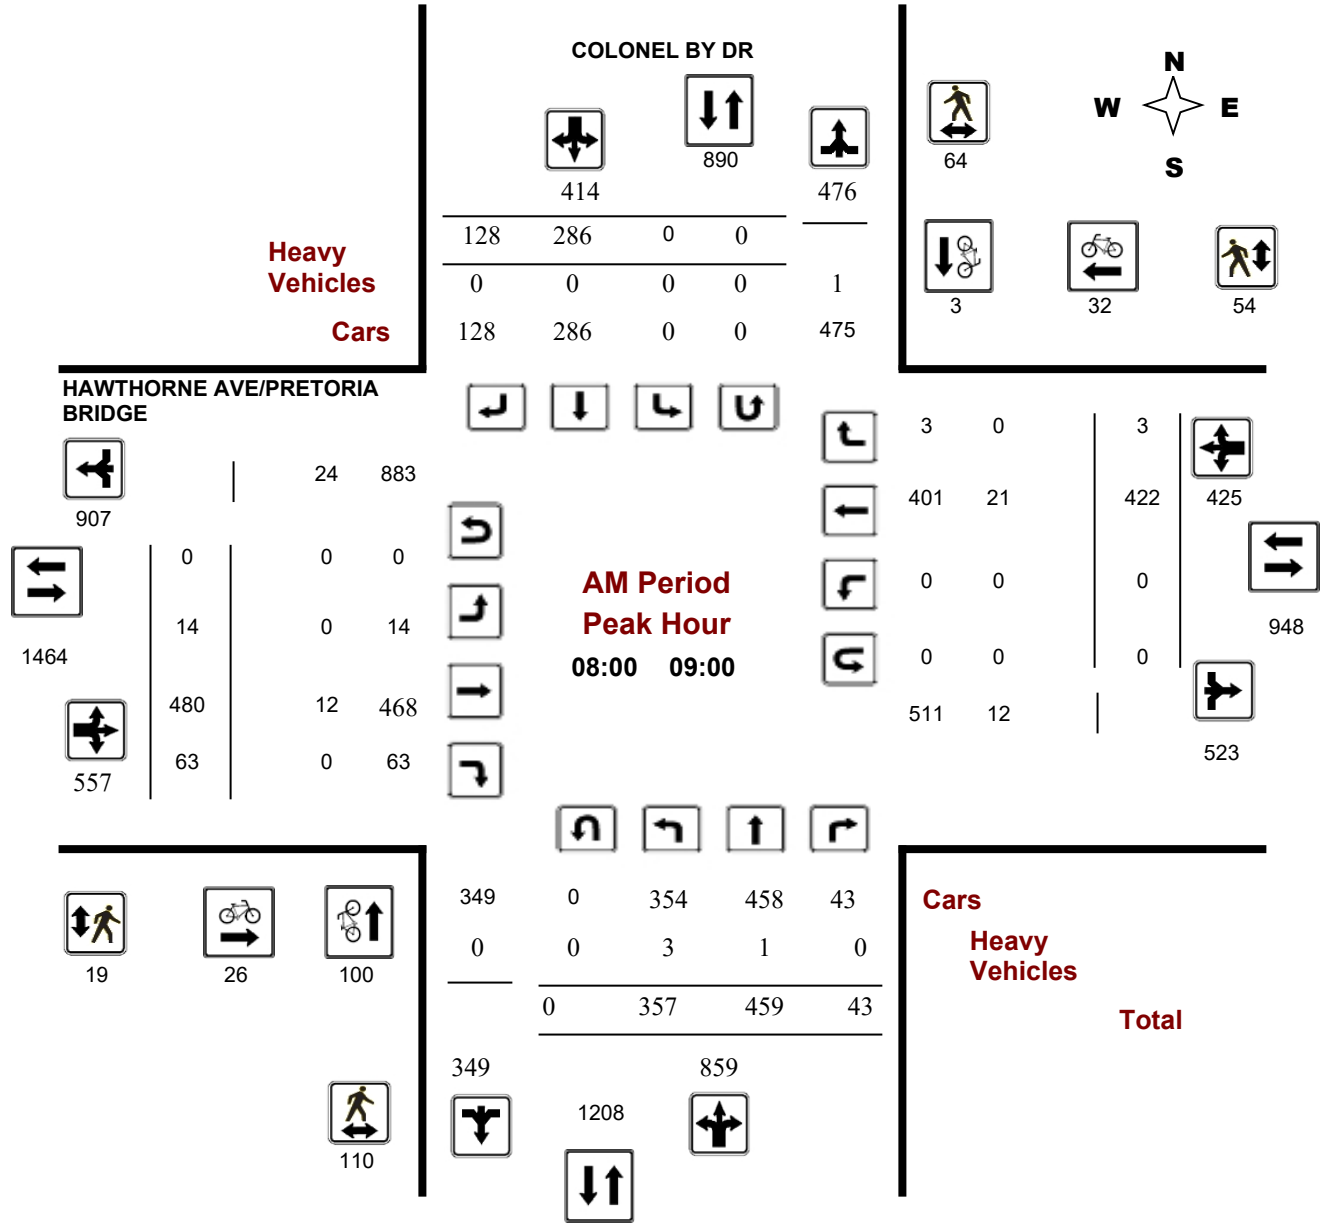 COLONEL BY DR
N
W E
S
890
64
414 476
128 286 0 0
Heavy
Vehicles
0 0 0 0 1
3 32 54
Cars
128 286 0 0 475
HAWTHORNE AVE/PRETORIA
BRIDGE
3 0 3
24 883
401 21 422 425
907
0 0 0
AM Period
0 0 0
Peak Hour
14 0 14
948
1464
08:00 09:00
0 0 0
480 12 468
511 12
63 0 63
523
557
349 0 354 458 43
Cars
0 0 3 1 0
Heavy
Vehicles
19 26 100
0 357 459 43
Total
349 859
1208
110